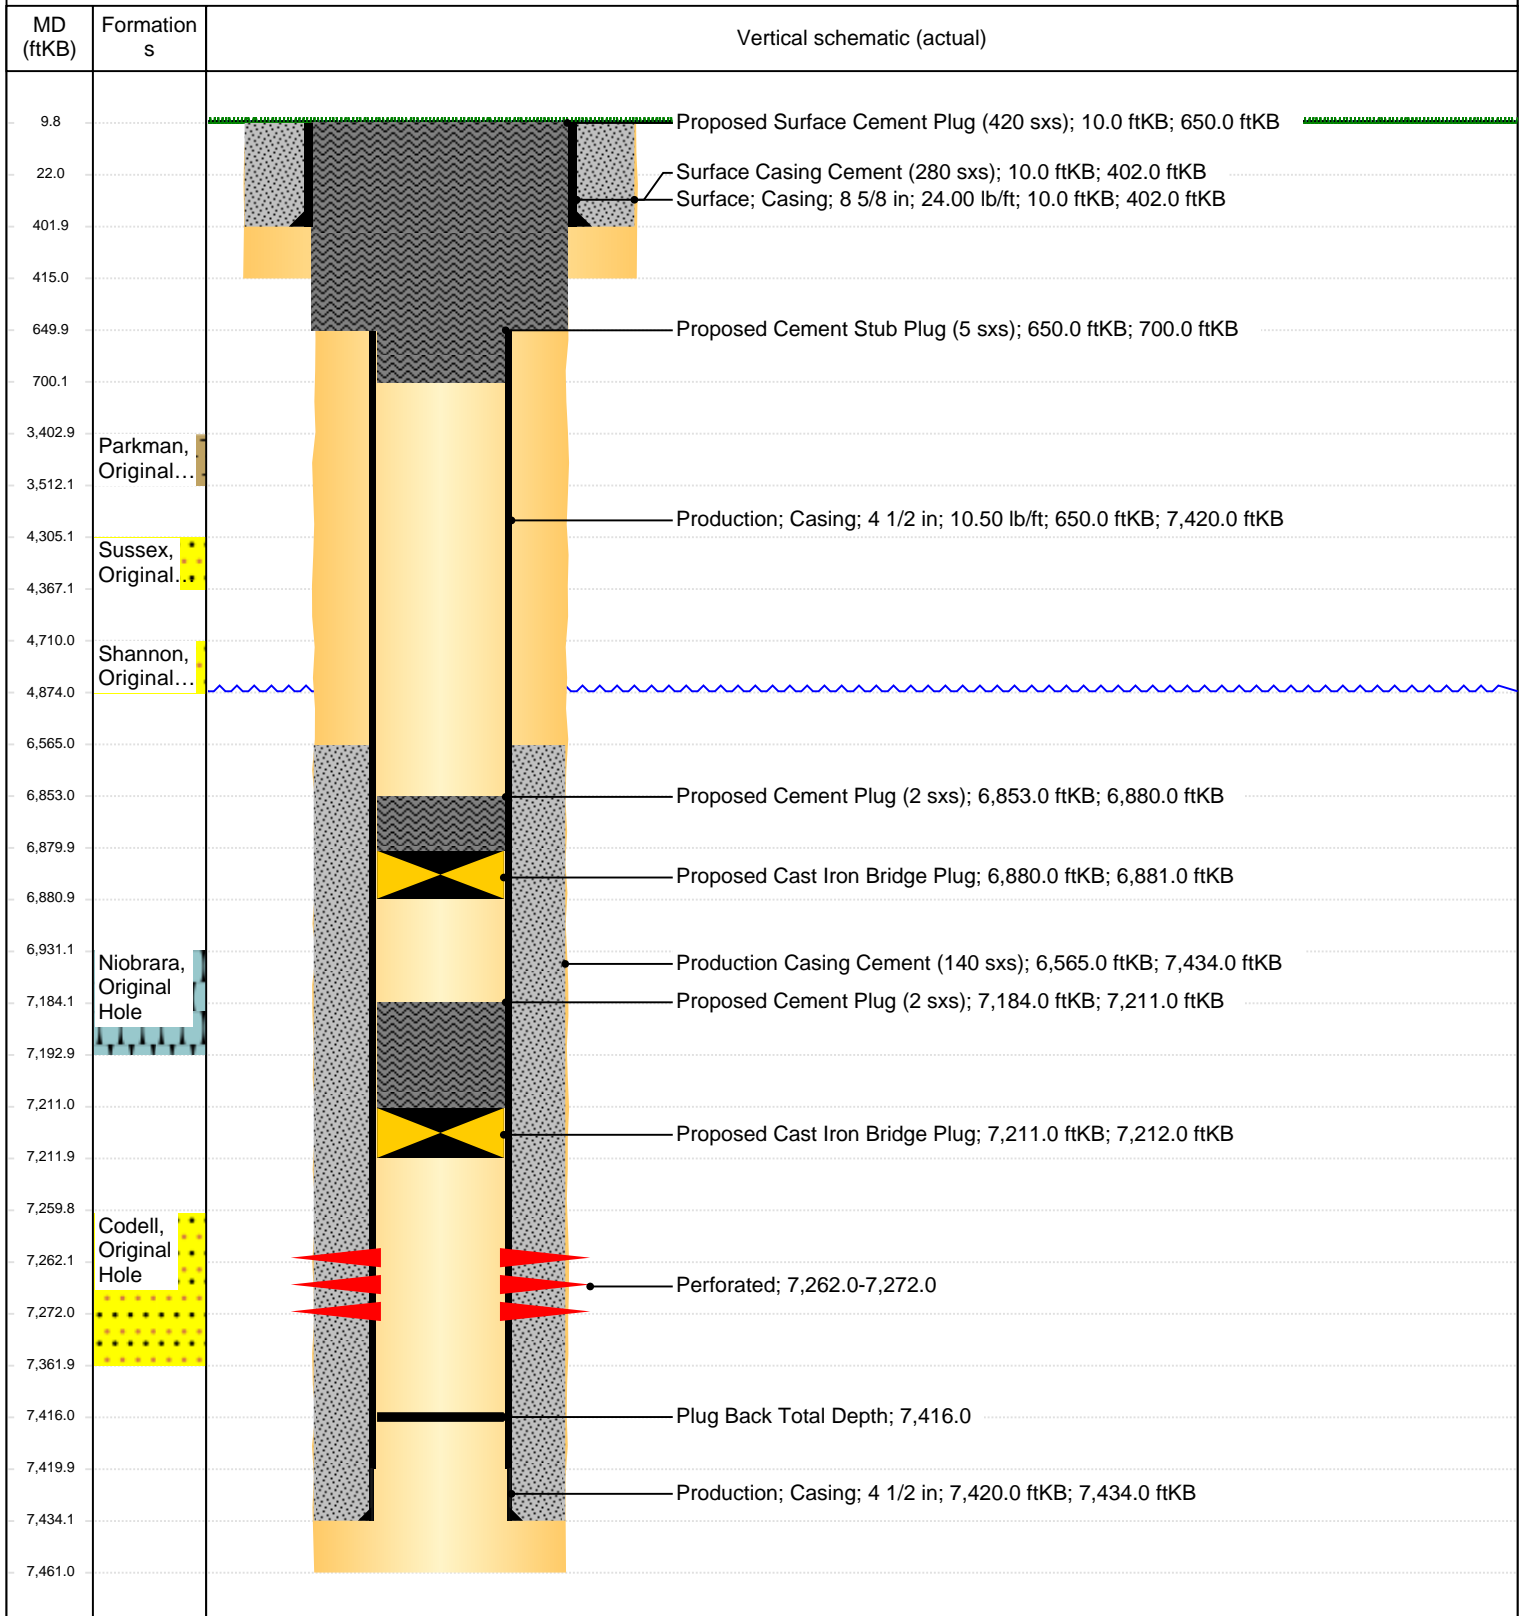 MD
(ftKB)
Formation
s
Vertical schematic (actual)
9.8
Proposed Surface Cement Plug (420 sxs); 10.0 ftKB; 650.0 ftKB
22.0
Surface Casing Cement (280 sxs); 10.0 ftKB; 402.0 ftKB
Surface; Casing; 8 5/8 in; 24.00 lb/ft; 10.0 ftKB; 402.0 ftKB
401.9
415.0
649.9
Proposed Cement Stub Plug (5 sxs); 650.0 ftKB; 700.0 ftKB
700.1
3,402.9
Parkman,
Original…
3,512.1
Production; Casing; 4 1/2 in; 10.50 lb/ft; 650.0 ftKB; 7,420.0 ftKB
4,305.1
Sussex,
Original…
4,367.1
4,710.0
Shannon,
Original…
4,874.0
6,565.0
6,853.0
Proposed Cement Plug (2 sxs); 6,853.0 ftKB; 6,880.0 ftKB
6,879.9
Proposed Cast Iron Bridge Plug; 6,880.0 ftKB; 6,881.0 ftKB
6,880.9
6,931.1
Niobrara,
Original
Hole
Production Casing Cement (140 sxs); 6,565.0 ftKB; 7,434.0 ftKB
7,184.1
Proposed Cement Plug (2 sxs); 7,184.0 ftKB; 7,211.0 ftKB
7,192.9
7,211.0
Proposed Cast Iron Bridge Plug; 7,211.0 ftKB; 7,212.0 ftKB
7,211.9
7,259.8
Codell,
Original
Hole
7,262.1
Perforated; 7,262.0-7,272.0
7,272.0
7,361.9
7,416.0
Plug Back Total Depth; 7,416.0
7,419.9
Production; Casing; 4 1/2 in; 7,420.0 ftKB; 7,434.0 ftKB
7,434.1
7,461.0